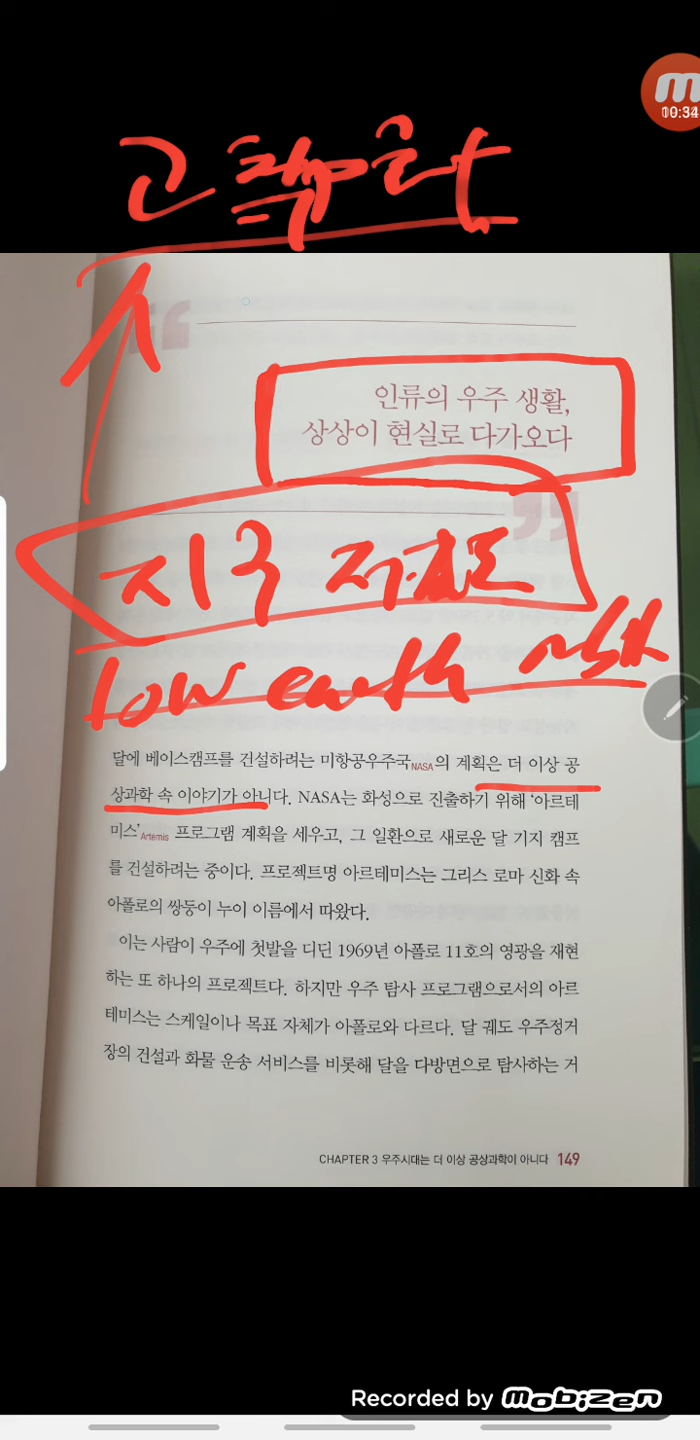 00:34
인류의 우주 생활,
상상이 현실로 다가오다
지구 저궤도
low earth
달에 베이스캠프를 건설하려는 미항공우주국NASA의 계획은 더 이상 공
상과학 속 이야기가 아니다. NASA는 화성으로 진출하기 위해 ‘아르테
미스’Artemis 프로그램 계획을 세우고, 그 일환으로 새로운 달 기지 캠프
를 건설하려는 중이다. 프로젝트명 아르테미스는 그리스 로마 신화 속
아폴로의 쌍둥이 누이 이름에서 따왔다.
이는 사람이 우주에 첫발을 디딘 1969년 아폴로 11호의 영광을 재현
하는 또 하나의 프로젝트다. 하지만 우주 탐사 프로그램으로서의 아르
테미스는 스케일이나 목표 자체가 아폴로와 다르다. 달 궤도 우주정거
장의 건설과 화물 운송 서비스를 비롯해 달을 다방면으로 탐사하는 거
CHAPTER 3 우주시대는 더 이상 공상과학이 아니다 149
Recorded by mobizen